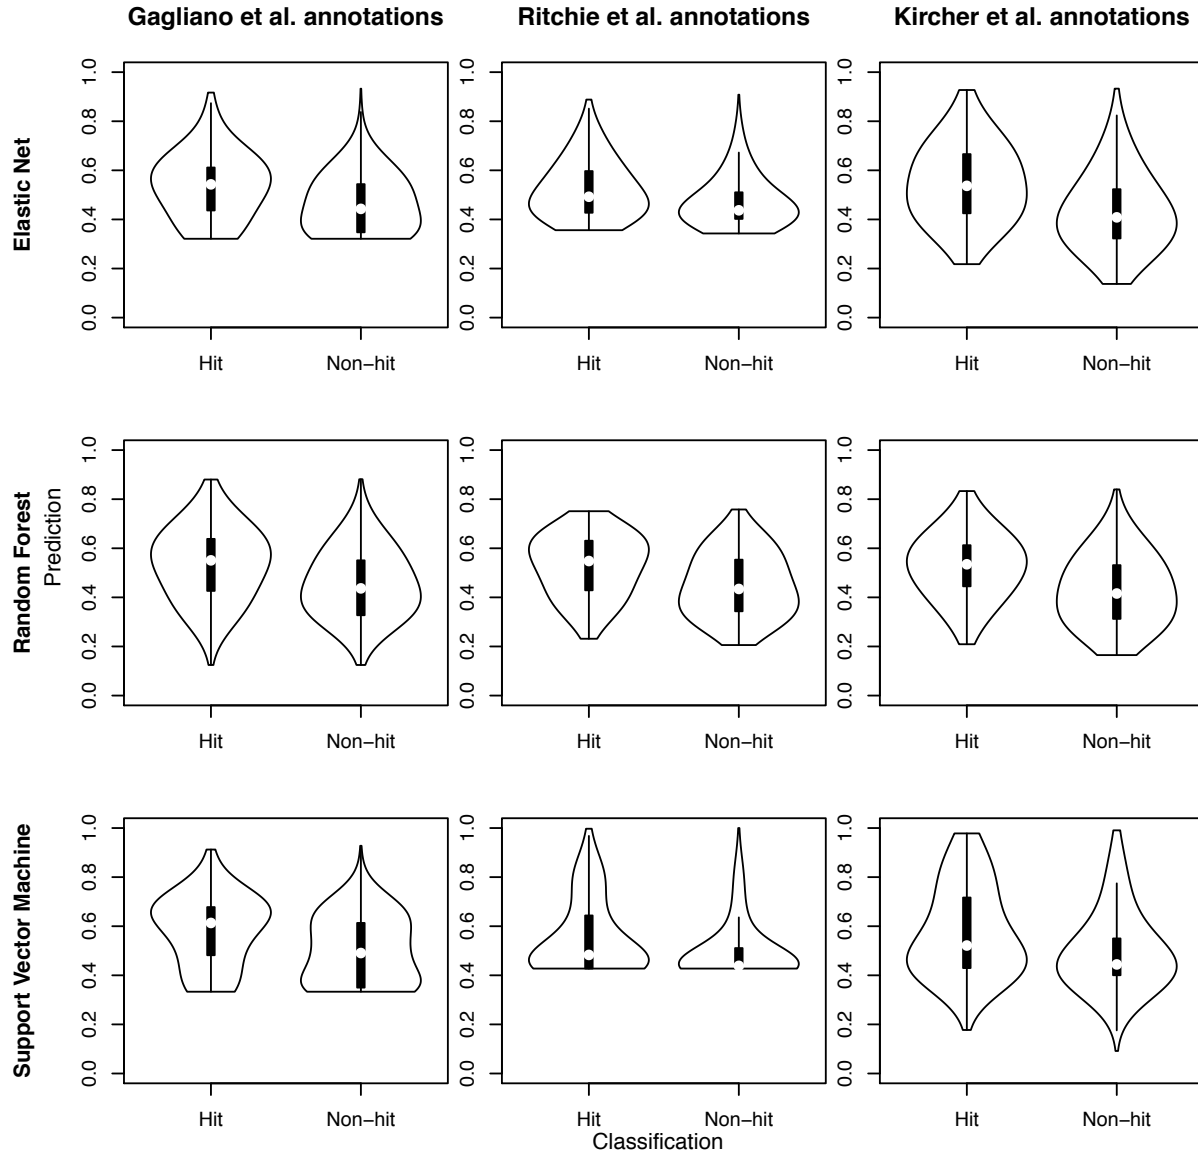 Gagliano et al. annotations
Ritchie et al. annotations
Kircher et al. annotations
Elastic Net
0.0 0.2 0.4 0.6 0.8 1.0
Hit Non−hit
0.0 0.2 0.4 0.6 0.8 1.0
Hit Non−hit
0.0 0.2 0.4 0.6 0.8 1.0
Hit Non−hit
Random Forest
Prediction
0.0 0.2 0.4 0.6 0.8 1.0
Hit Non−hit
0.0 0.2 0.4 0.6 0.8 1.0
Hit Non−hit
0.0 0.2 0.4 0.6 0.8 1.0
Hit Non−hit
Support Vector Machine
0.0 0.2 0.4 0.6 0.8 1.0
Hit Non−hit
0.0 0.2 0.4 0.6 0.8 1.0
Hit Non−hit
0.0 0.2 0.4 0.6 0.8 1.0
Hit Non−hit
Classification